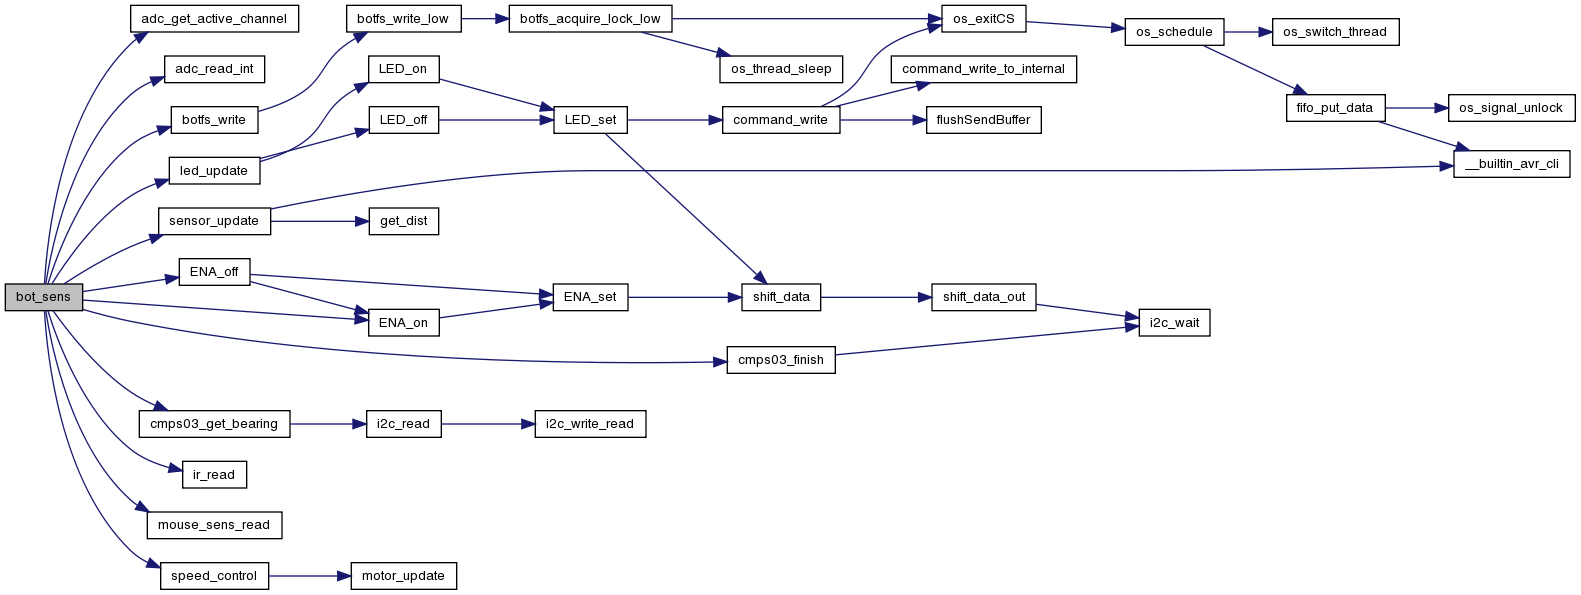 adc_get_active_channel
botfs_write_low
botfs_acquire_lock_low
os_exitCS
os_schedule
os_switch_thread
adc_read_int
LED_on
os_thread_sleep
command_write_to_internal
botfs_write
LED_off
LED_set
command_write
flushSendBuffer
fifo_put_data
os_signal_unlock
led_update
__builtin_avr_cli
sensor_update
get_dist
ENA_off
bot_sens
ENA_set
shift_data
shift_data_out
ENA_on
i2c_wait
cmps03_finish
cmps03_get_bearing
i2c_read
i2c_write_read
ir_read
mouse_sens_read
speed_control
motor_update